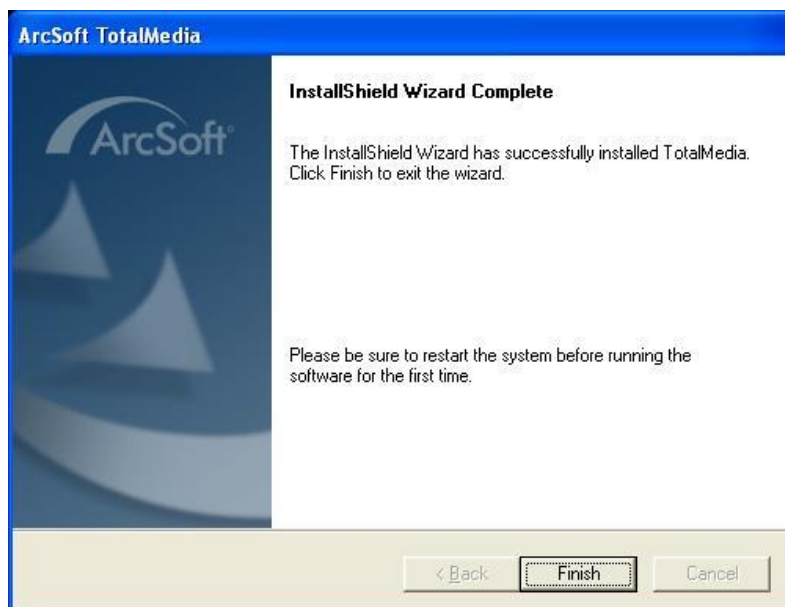 ArcSoft TotalMedia
ArcSoft®
InstallShield Wizard Complete
The InstallShield Wizard has successfully installed TotalMedia.
Click Finish to exit the wizard.
Please be sure to restart the system before running the
software for the first time.
< Back
Finish
Cancel